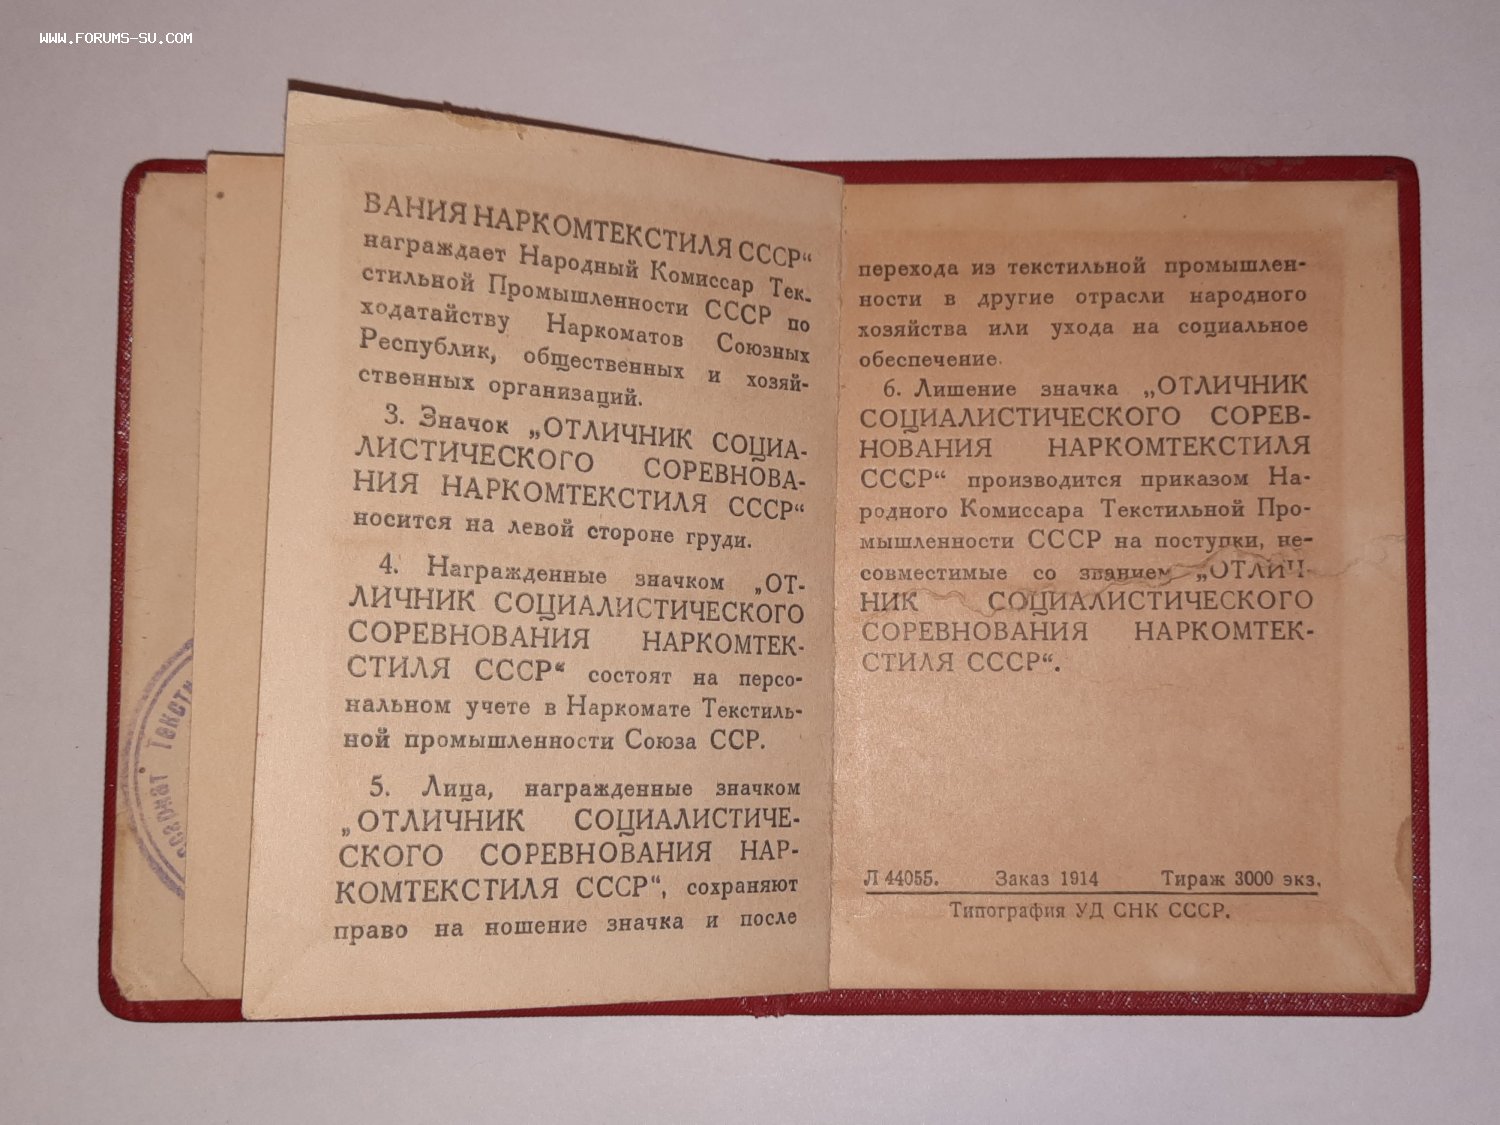 WWW.FORUMS-SU.COM
ВАНИЯ НАРКОМТЕКСТИЛЯ СССР“
награждает Народный Комиссар Тек-
стильной Промышленности СССР по
ходатайству Наркоматов Союзных
Республик, общественных и хозяй-
ственных организаций.
3. Значок „ОТЛИЧНИК СОЦИА-
ЛИСТИЧЕСКОГО СОРЕВНОВА-
НИЯ НАРКОМТЕКСТИЛЯ СССР“
носится на левой стороне груди.
4. Награжденные значком „ОТ-
ЛИЧНИК СОЦИАЛИСТИЧЕСКОГО
СОРЕВНОВАНИЯ НАРКОМТЕК-
СТИЛЯ СССР“ состоят на персо-
нальном учете в Наркомате Текстиль-
ной промышленности Союза ССР.
5. Лица, награжденные значком
„ОТЛИЧНИК СОЦИАЛИСТИЧЕ-
СКОГО СОРЕВНОВАНИЯ НАР-
КОМТЕКСТИЛЯ СССР“, сохраняют
право на ношение значка и после
перехода из текстильной промышлен-
ности в другие отрасли народного
хозяйства или ухода на социальное
обеспечение.
6. Лишение значка „ОТЛИЧНИК
СОЦИАЛИСТИЧЕСКОГО СОРЕВ-
НОВАНИЯ НАРКОМТЕКСТИЛЯ
СССР“ производится приказом На-
родного Комиссара Текстильной Про-
мышленности СССР на поступки, не-
совместимые со званием „ОТЛИЧ-
НИК СОЦИАЛИСТИЧЕСКОГО
СОРЕВНОВАНИЯ НАРКОМТЕК-
СТИЛЯ СССР“.
Л 44055. Заказ 1914 Тираж 3000 экз.
Типография УД СНК СССР.